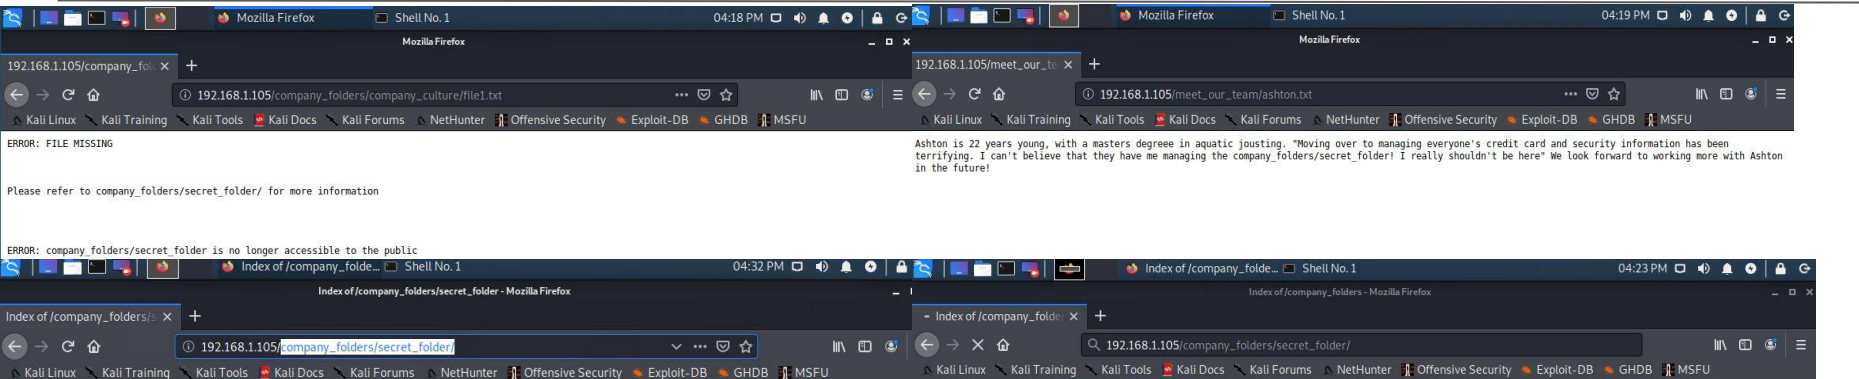 Mozilla Firefox
Shell No. 1
04:18 PM
Mozilla Firefox
192.168.1.105/company_fol
192.168.1.105/company_folders/company_culture/file1.txt
Kali Linux Kali Training Kali Tools Kali Docs Kali Forums NetHunter Offensive Security Exploit-DB GHDB MSFU
ERROR: FILE MISSING
Please refer to company_folders/secret_folder/ for more information
ERROR: company_folders/secret_folder is no longer accessible to the public
Mozilla Firefox
Shell No. 1
04:19 PM
Mozilla Firefox
192.168.1.105/meet_our_te
192.168.1.105/meet_our_team/ashton.txt
Kali Linux Kali Training Kali Tools Kali Docs Kali Forums NetHunter Offensive Security Exploit-DB GHDB MSFU
Ashton is 22 years young, with a masters degreee in aquatic jousting. "Moving over to managing everyone's credit card and security information has been
terrifying. I can't believe that they have me managing the company_folders/secret_folder! I really shouldn't be here" We look forward to working more with Ashton
in the future!
Index of /company_folde...
Shell No. 1
04:32 PM
Index of /company_folders/secret_folder - Mozilla Firefox
Index of /company_folders/s
192.168.1.105/company_folders/secret_folder/
Kali Linux Kali Training Kali Tools Kali Docs Kali Forums NetHunter Offensive Security Exploit-DB GHDB MSFU
Index of /company_folde...
Shell No. 1
04:23 PM
Index of /company_folders - Mozilla Firefox
Index of /company_folde
192.168.1.105/company_folders/secret_folder/
Kali Linux Kali Training Kali Tools Kali Docs Kali Forums NetHunter Offensive Security Exploit-DB GHDB MSFU